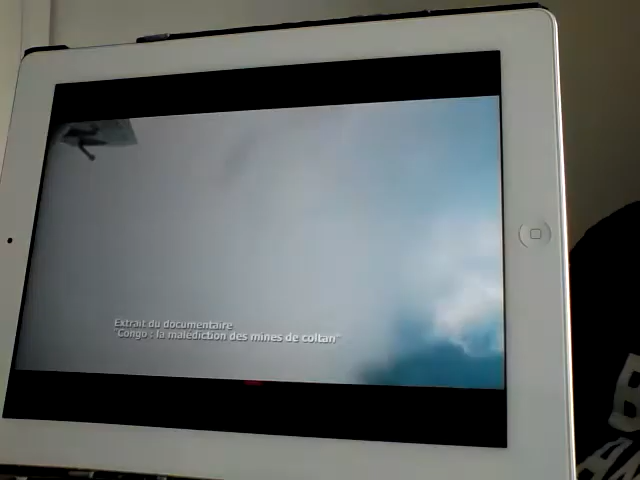 Extrait du documentaire
"Congo : la malédiction des mines de coltan"